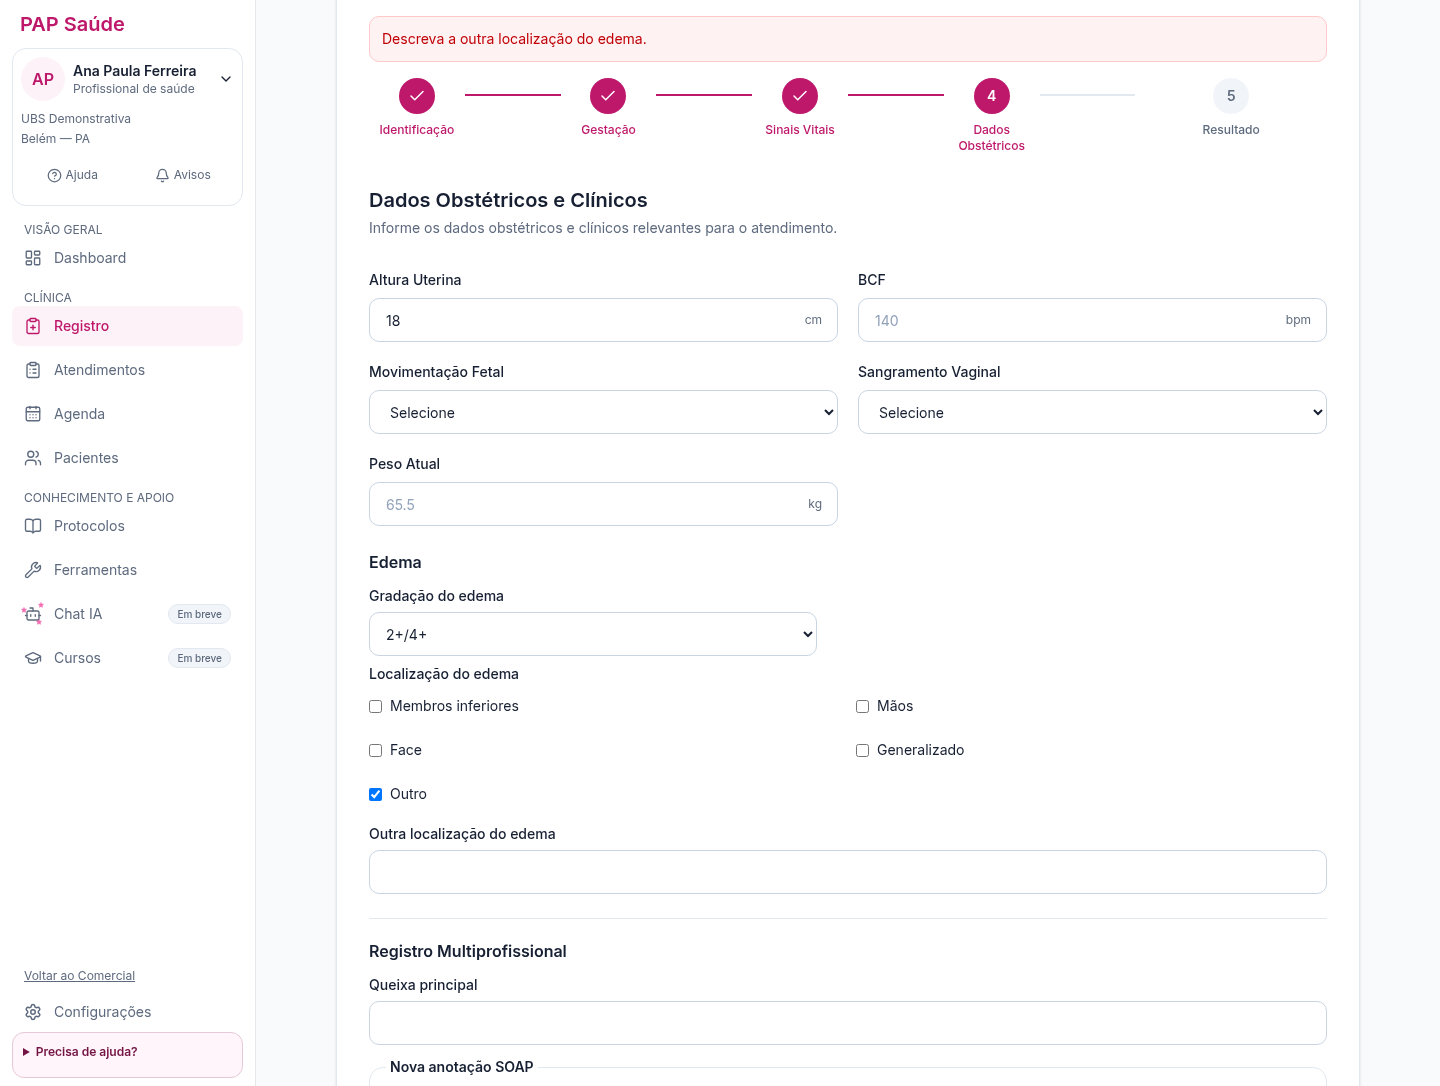 PAP Saúde
AP
Ana Paula Ferreira
Profissional de saúde
UBS Demonstrativa
Belém — PA
Ajuda
Avisos
VISÃO GERAL
Dashboard
CLÍNICA
Registro
Atendimentos
Agenda
Pacientes
CONHECIMENTO E APOIO
Protocolos
Ferramentas
Chat IA
Em breve
Cursos
Em breve
Voltar ao Comercial
Configurações
Precisa de ajuda?
Descreva a outra localização do edema.
Identificação
Gestação
Sinais Vitais
4
Dados
Obstétricos
5
Resultado
Dados Obstétricos e Clínicos
Informe os dados obstétricos e clínicos relevantes para o atendimento.
Altura Uterina
18
cm
BCF
140
bpm
Movimentação Fetal
Selecione
Sangramento Vaginal
Selecione
Peso Atual
65.5
kg
Edema
Gradação do edema
2+/4+
Localização do edema
Membros inferiores
Mãos
Face
Generalizado
Outro
Outra localização do edema
Registro Multiprofissional
Queixa principal
Nova anotação SOAP